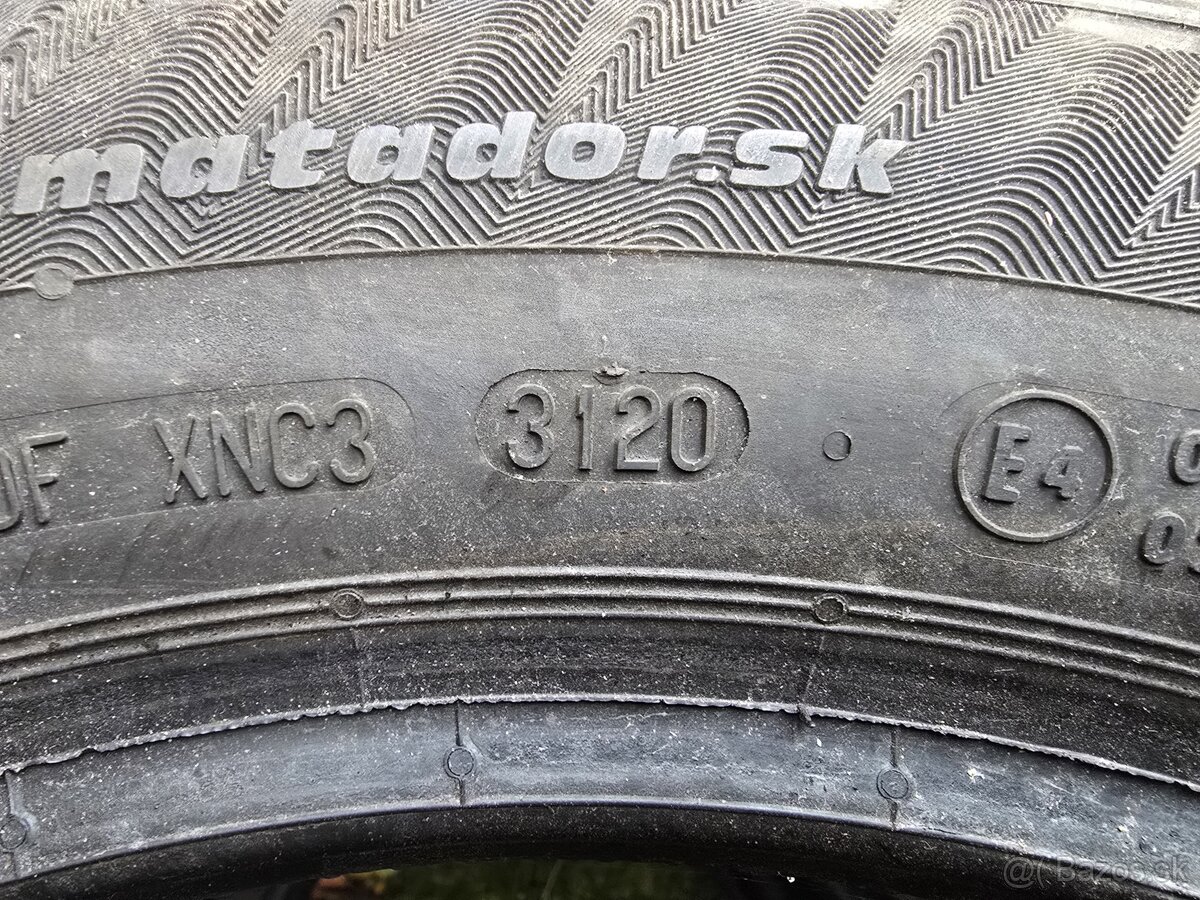 matador.sk
DF XNC3 3120 E4
Bazos.sk